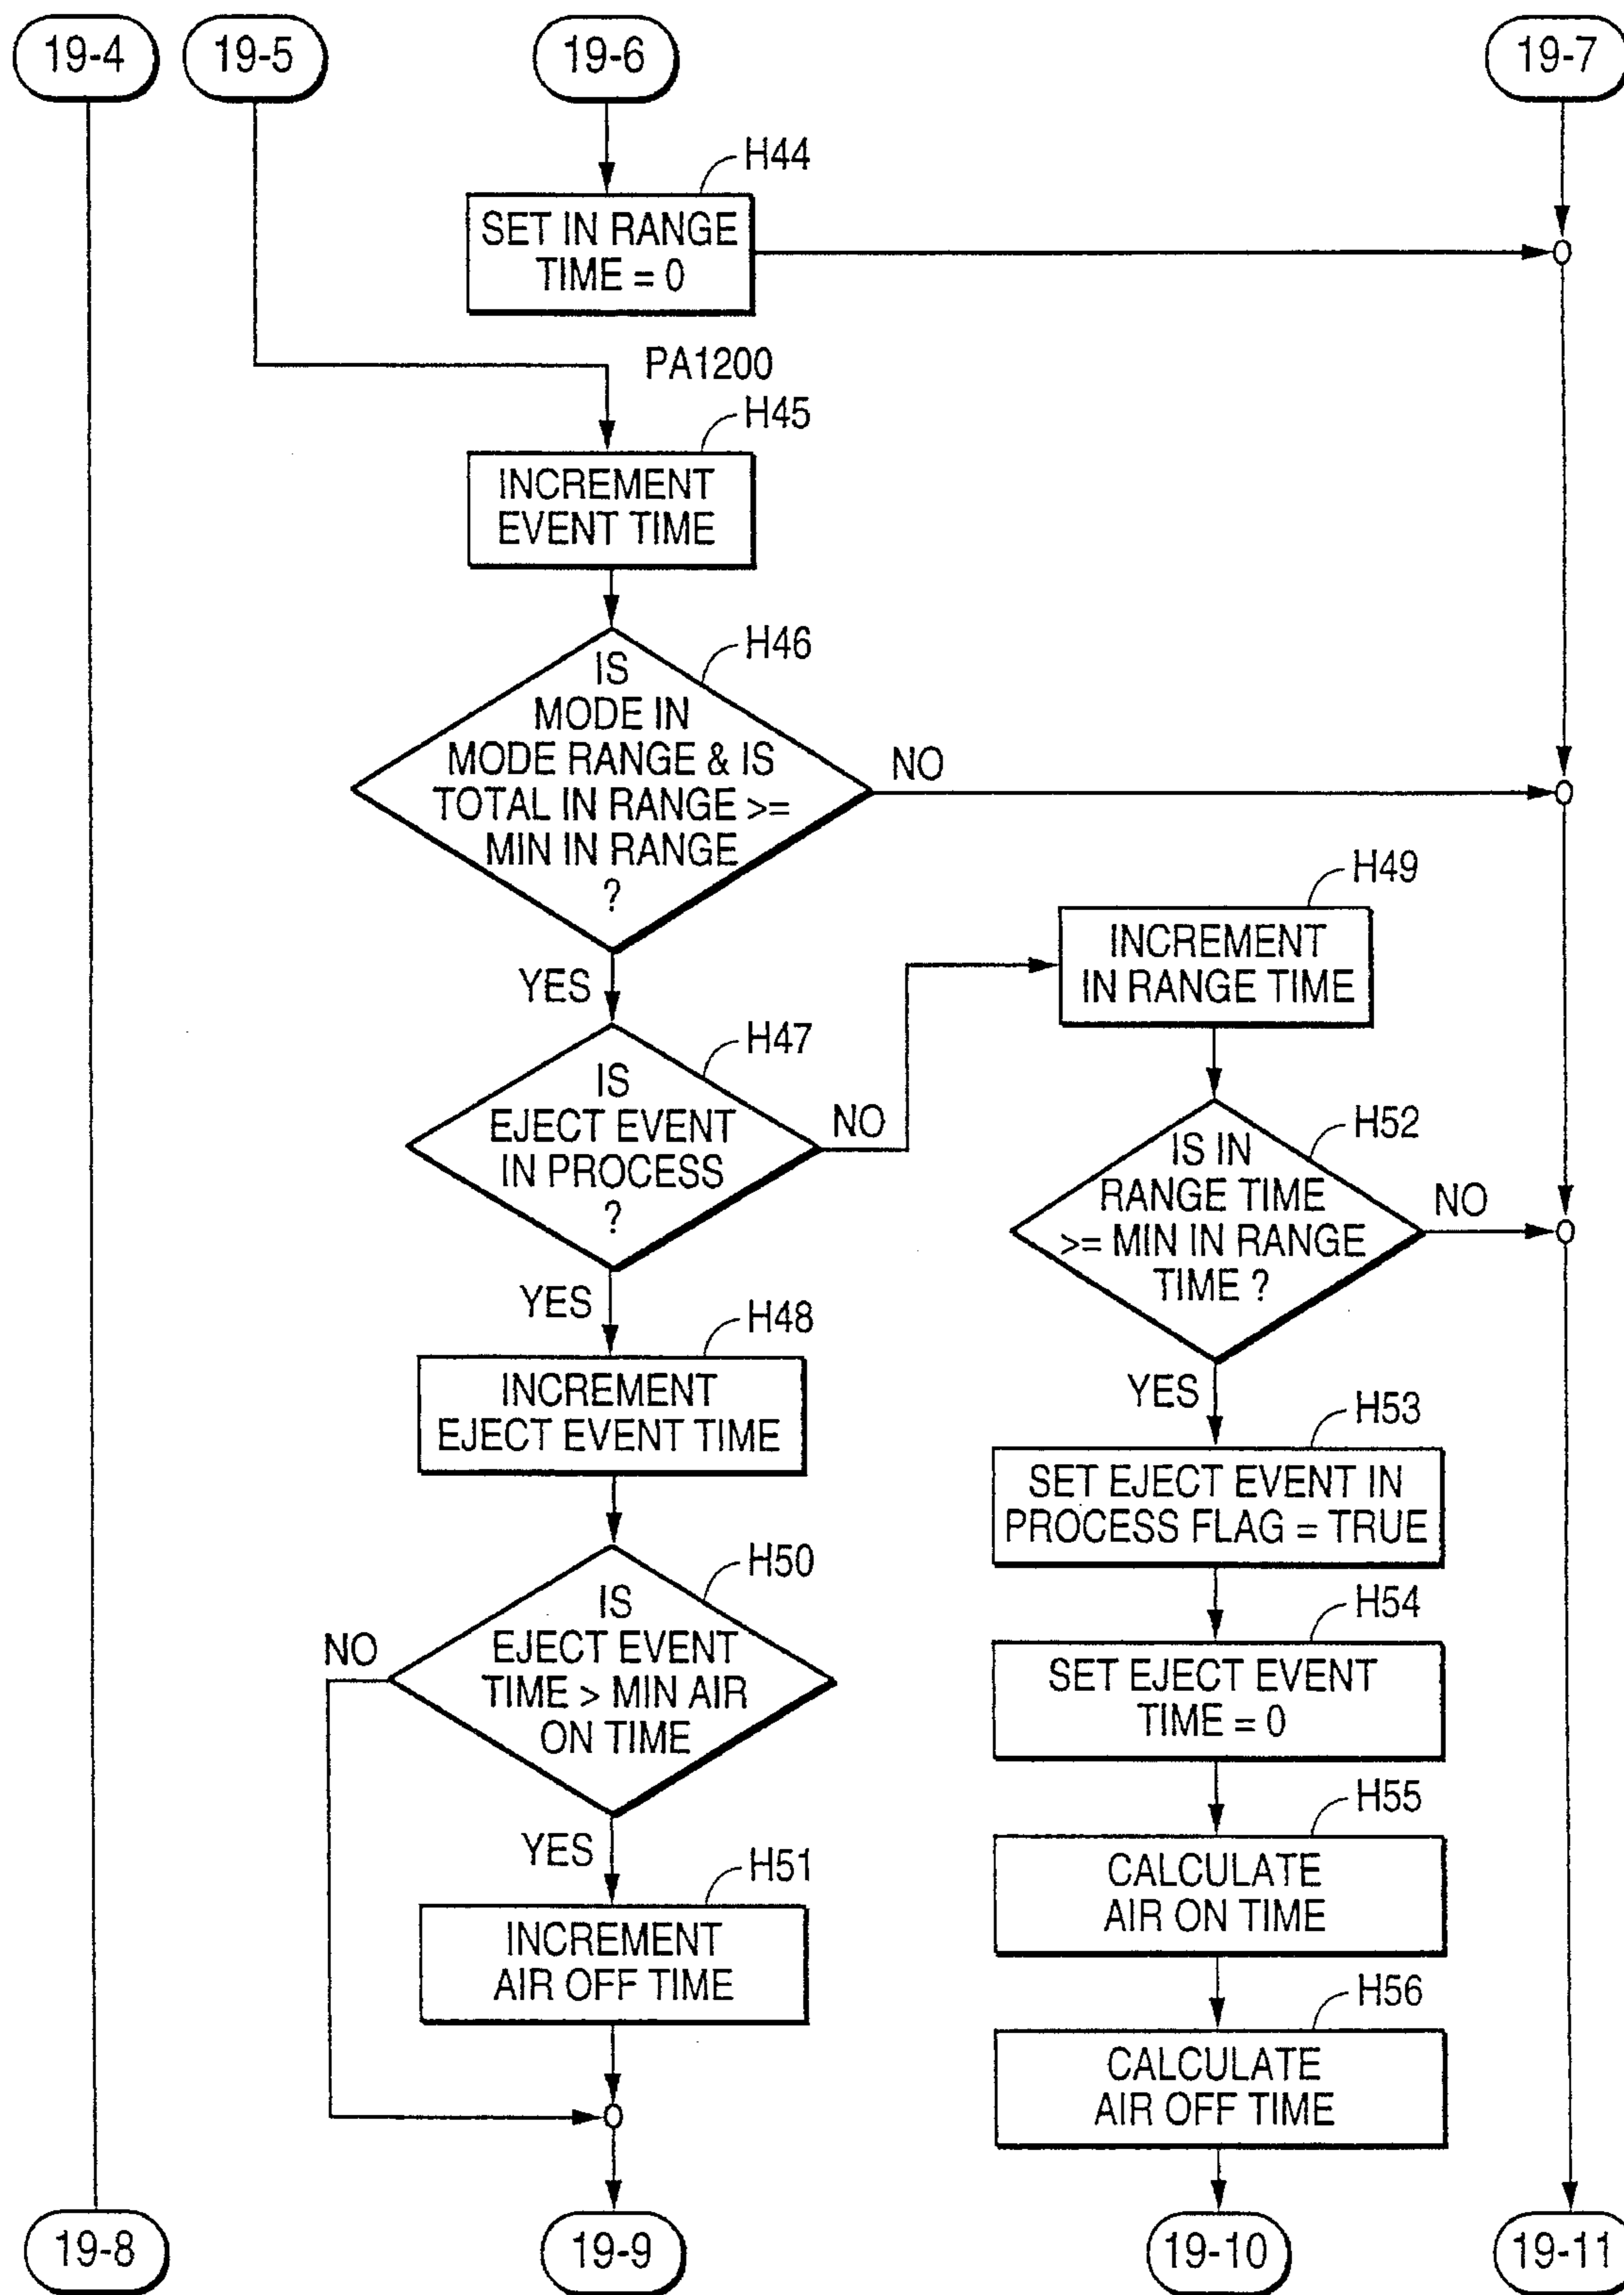 19-4
19-5
19-6
19-7
H44
SET IN RANGE
TIME = 0
PA1200
H45
INCREMENT
EVENT TIME
H46
IS
MODE IN
MODE RANGE & IS
TOTAL IN RANGE >=
MIN IN RANGE
?
NO
YES
H47
IS
EJECT EVENT
IN PROCESS
?
NO
YES
H49
INCREMENT
IN RANGE TIME
H52
IS IN
RANGE TIME
>= MIN IN RANGE
TIME ?
NO
YES
H48
INCREMENT
EJECT EVENT TIME
H53
SET EJECT EVENT IN
PROCESS FLAG = TRUE
H50
IS
EJECT EVENT
TIME > MIN AIR
ON TIME
NO
YES
H54
SET EJECT EVENT
TIME = 0
H51
INCREMENT
AIR OFF TIME
H55
CALCULATE
AIR ON TIME
H56
CALCULATE
AIR OFF TIME
19-8
19-9
19-10
19-11